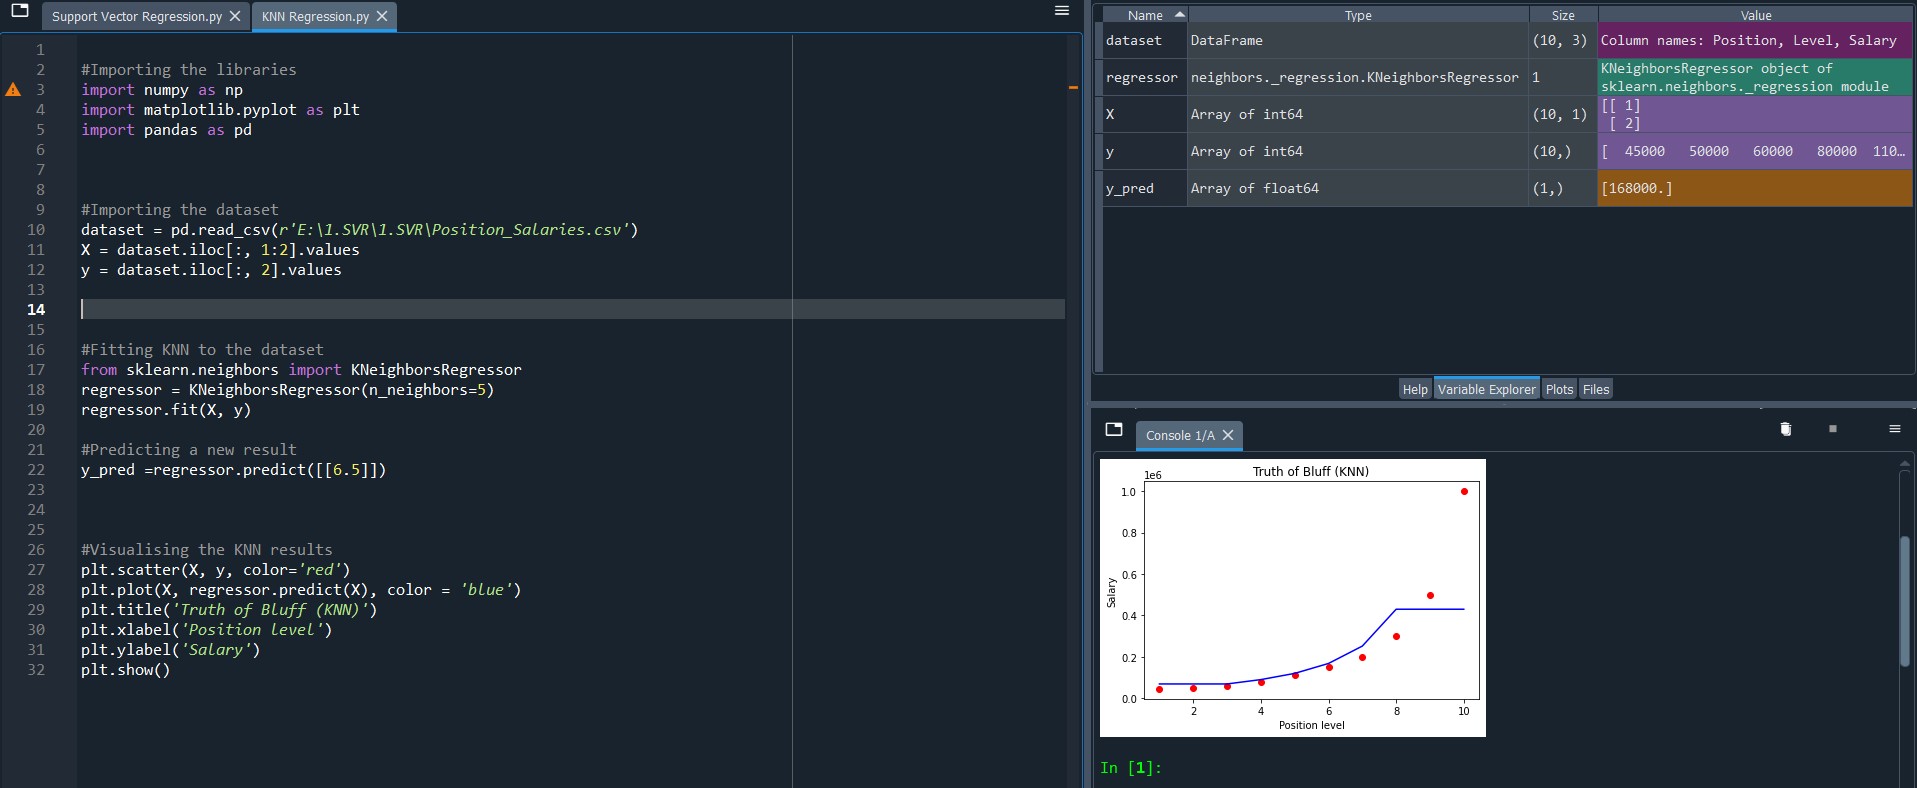 Support Vector Regression.py
KNN Regression.py
1
2 #Importing the libraries
3 import numpy as np
4 import matplotlib.pyplot as plt
5 import pandas as pd
6
7
8
9 #Importing the dataset
10 dataset = pd.read_csv(r'E:\1.SVR\1.SVR\Position_Salaries.csv')
11 X = dataset.iloc[:, 1:2].values
12 y = dataset.iloc[:, 2].values
13
14
15
16 #Fitting KNN to the dataset
17 from sklearn.neighbors import KNeighborsRegressor
18 regressor = KNeighborsRegressor(n_neighbors=5)
19 regressor.fit(X, y)
20
21 #Predicting a new result
22 y_pred =regressor.predict([[6.5]])
23
24
25
26 #Visualising the KNN results
27 plt.scatter(X, y, color='red')
28 plt.plot(X, regressor.predict(X), color = 'blue')
29 plt.title('Truth of Bluff (KNN)')
30 plt.xlabel('Position level')
31 plt.ylabel('Salary')
32 plt.show()
Name Type Size Value
dataset DataFrame (10, 3) Column names: Position, Level, Salary
regressor neighbors._regression.KNeighborsRegressor 1 KNeighborsRegressor object of
sklearn.neighbors._regression module
X Array of int64 (10, 1) [[ 1]
[ 2]
y Array of int64 (10,) [ 45000 50000 60000 80000 110…
y_pred Array of float64 (1,) [168000.]
Help Variable Explorer Plots Files
Console 1/A
Truth of Bluff (KNN)
1e6
1.0
0.8
0.6
0.4
0.2
0.0
Salary
2 4 6 8 10
Position level
In [1]: